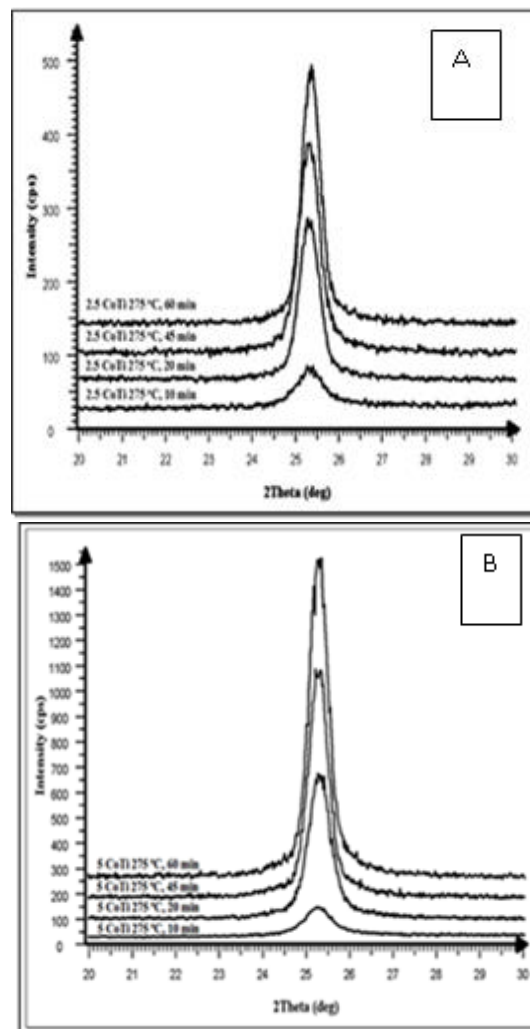 A
500
400
Intensity (cps)
200
100
0
2.5 CoTi 275 °C, 60 min
2.5 CoTi 275 °C, 45 min
2.5 CoTi 275 °C, 20 min
2.5 CoTi 275 °C, 10 min
20 21 22 23 24 25 26 27 28 29 30
2Theta (deg)
B
1500
1400
1300
1200
1100
1000
900
800
700
600
500
400
300
200
100
0
Intensity (cps)
5 CoTi 275 °C, 60 min
5 CoTi 275 °C, 45 min
5 CoTi 275 °C, 20 min
5 CoTi 275 °C, 10 min
20 21 22 23 24 25 26 27 28 29 30
2Theta (deg)